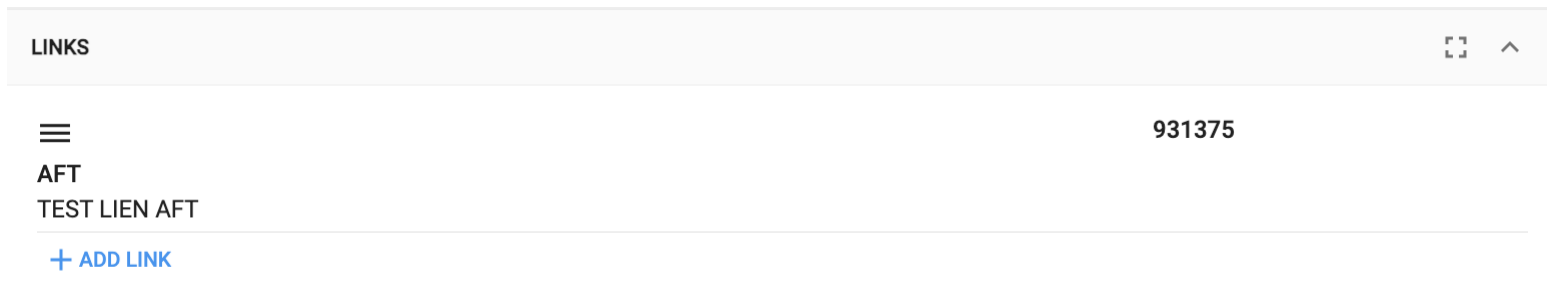 LINKS
931375
AFT
TEST LIEN AFT
ADD LINK